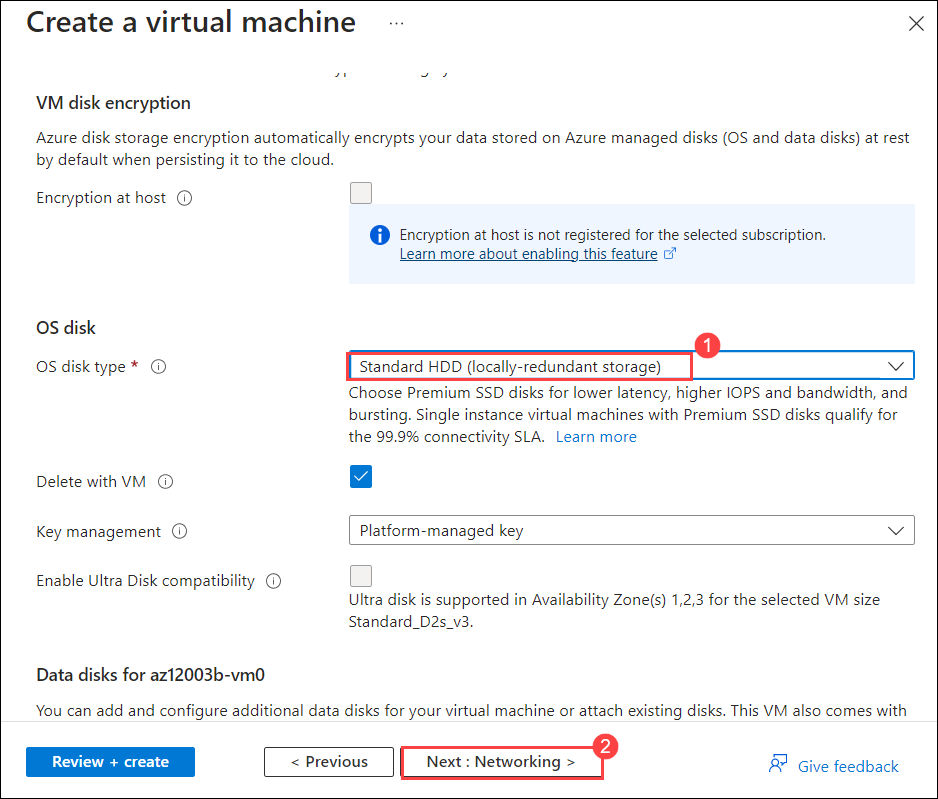 Create a virtual machine ...
VM disk encryption
Azure disk storage encryption automatically encrypts your data stored on Azure managed disks (OS and data disks) at rest
by default when persisting it to the cloud.
Encryption at host
Encryption at host is not registered for the selected subscription.
Learn more about enabling this feature
OS disk
1
OS disk type *
Standard HDD (locally-redundant storage)
Choose Premium SSD disks for lower latency, higher IOPS and bandwidth, and
bursting. Single instance virtual machines with Premium SSD disks qualify for
the 99.9% connectivity SLA. Learn more
Delete with VM
Key management
Platform-managed key
Enable Ultra Disk compatibility
Ultra disk is supported in Availability Zone(s) 1,2,3 for the selected VM size
Standard_D2s_v3.
Data disks for az12003b-vm0
You can add and configure additional data disks for your virtual machine or attach existing disks. This VM also comes with
2
Review + create
< Previous
Next : Networking >
Give feedback